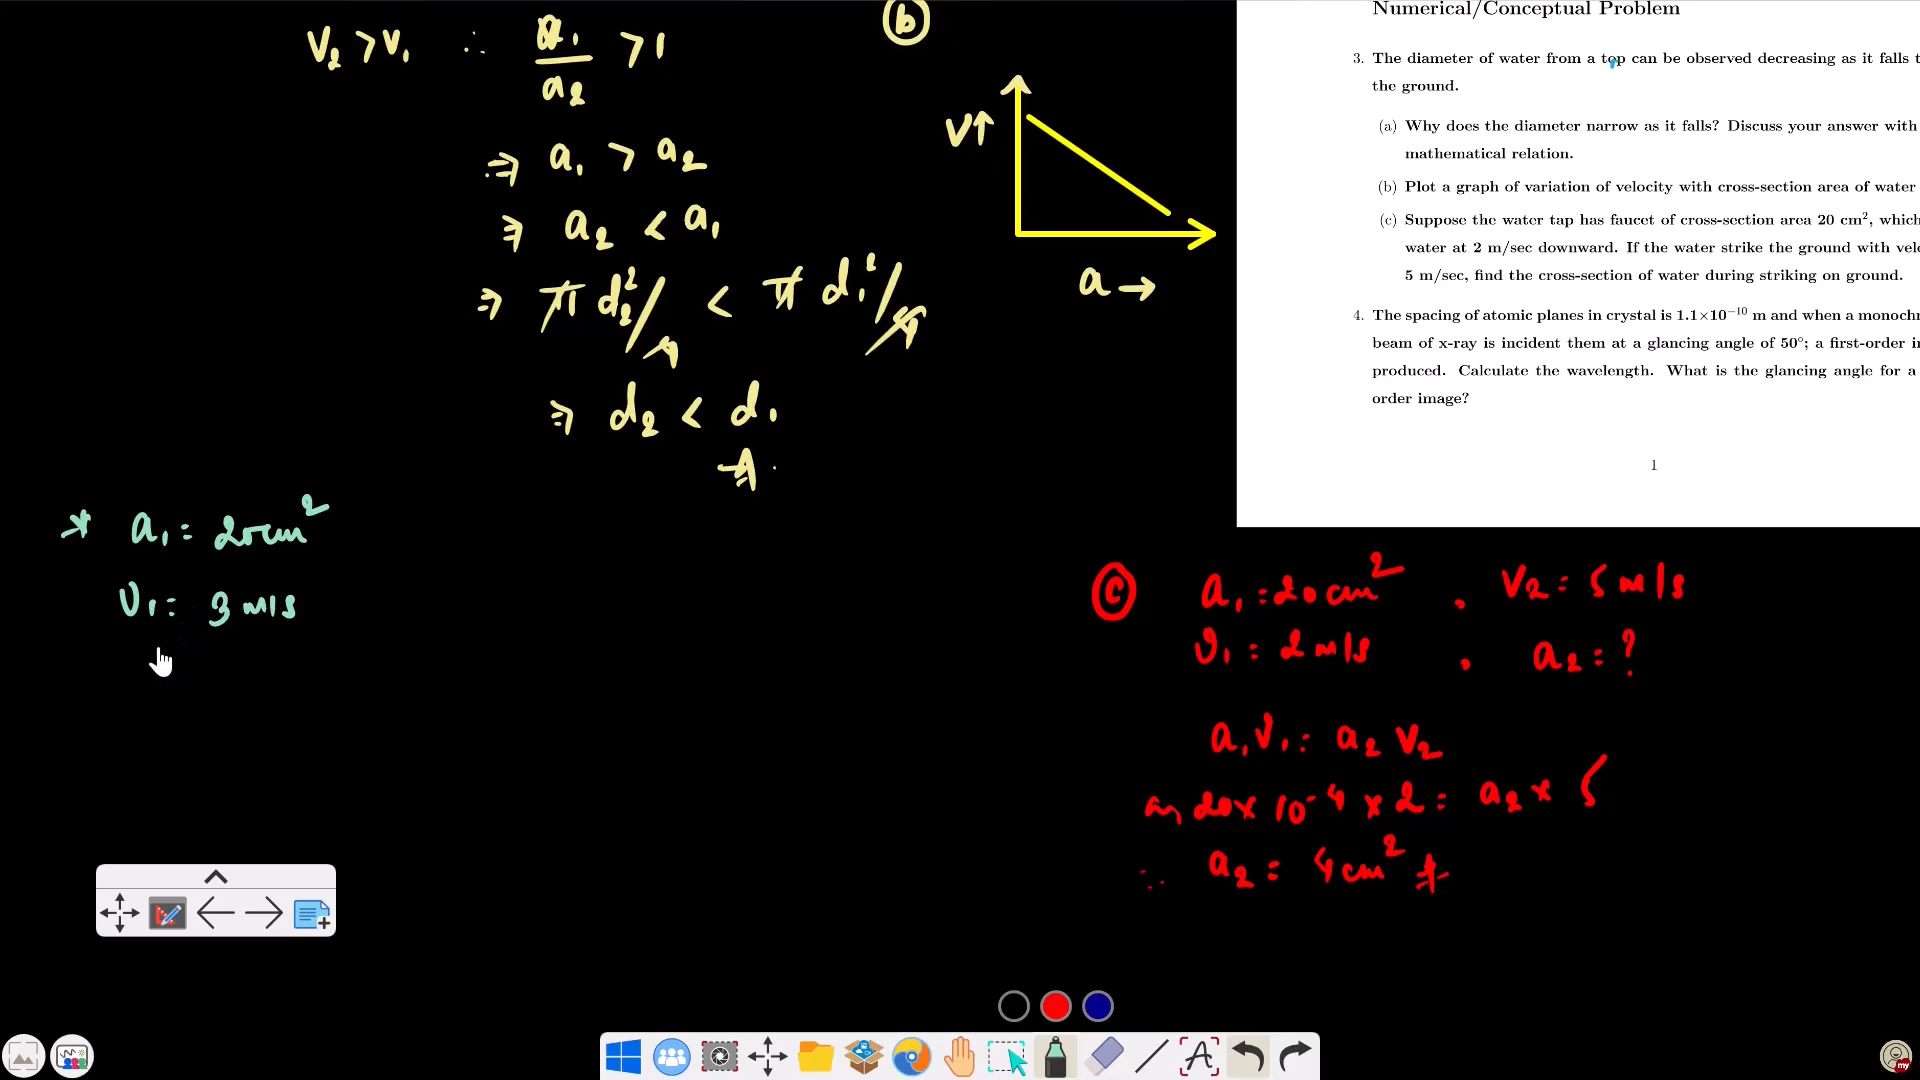 V₂ > V₁ ∴ a₁/a₂ > 1
⇒ a₁ > a₂
⇒ a₂ < a₁
⇒ πd₂²/4 < πd₁²/4
⇒ d₂ < d₁
* a₁ = 20cm²
V₁ = 3 m/s
(b)
V↑
a →
Numerical/Conceptual Problem
3. The diameter of water from a top can be observed decreasing as it falls t
the ground.
(a) Why does the diameter narrow as it falls? Discuss your answer with
mathematical relation.
(b) Plot a graph of variation of velocity with cross-section area of water
(c) Suppose the water tap has faucet of cross-section area 20 cm², which
water at 2 m/sec downward. If the water strike the ground with vel
5 m/sec, find the cross-section of water during striking on ground.
4. The spacing of atomic planes in crystal is 1.1×10⁻¹⁰ m and when a monochr
beam of x-ray is incident them at a glancing angle of 50°; a first-order i
produced. Calculate the wavelength. What is the glancing angle for a
order image?
1
(c) a₁ = 20cm² , V₂ = 5 m/s
V₁ = 2 m/s , a₂ = ?
a₁V₁ = a₂ V₂
20 × 10⁻⁴ × 2 = a₂ × 5
∴ a₂ = 4cm²
my